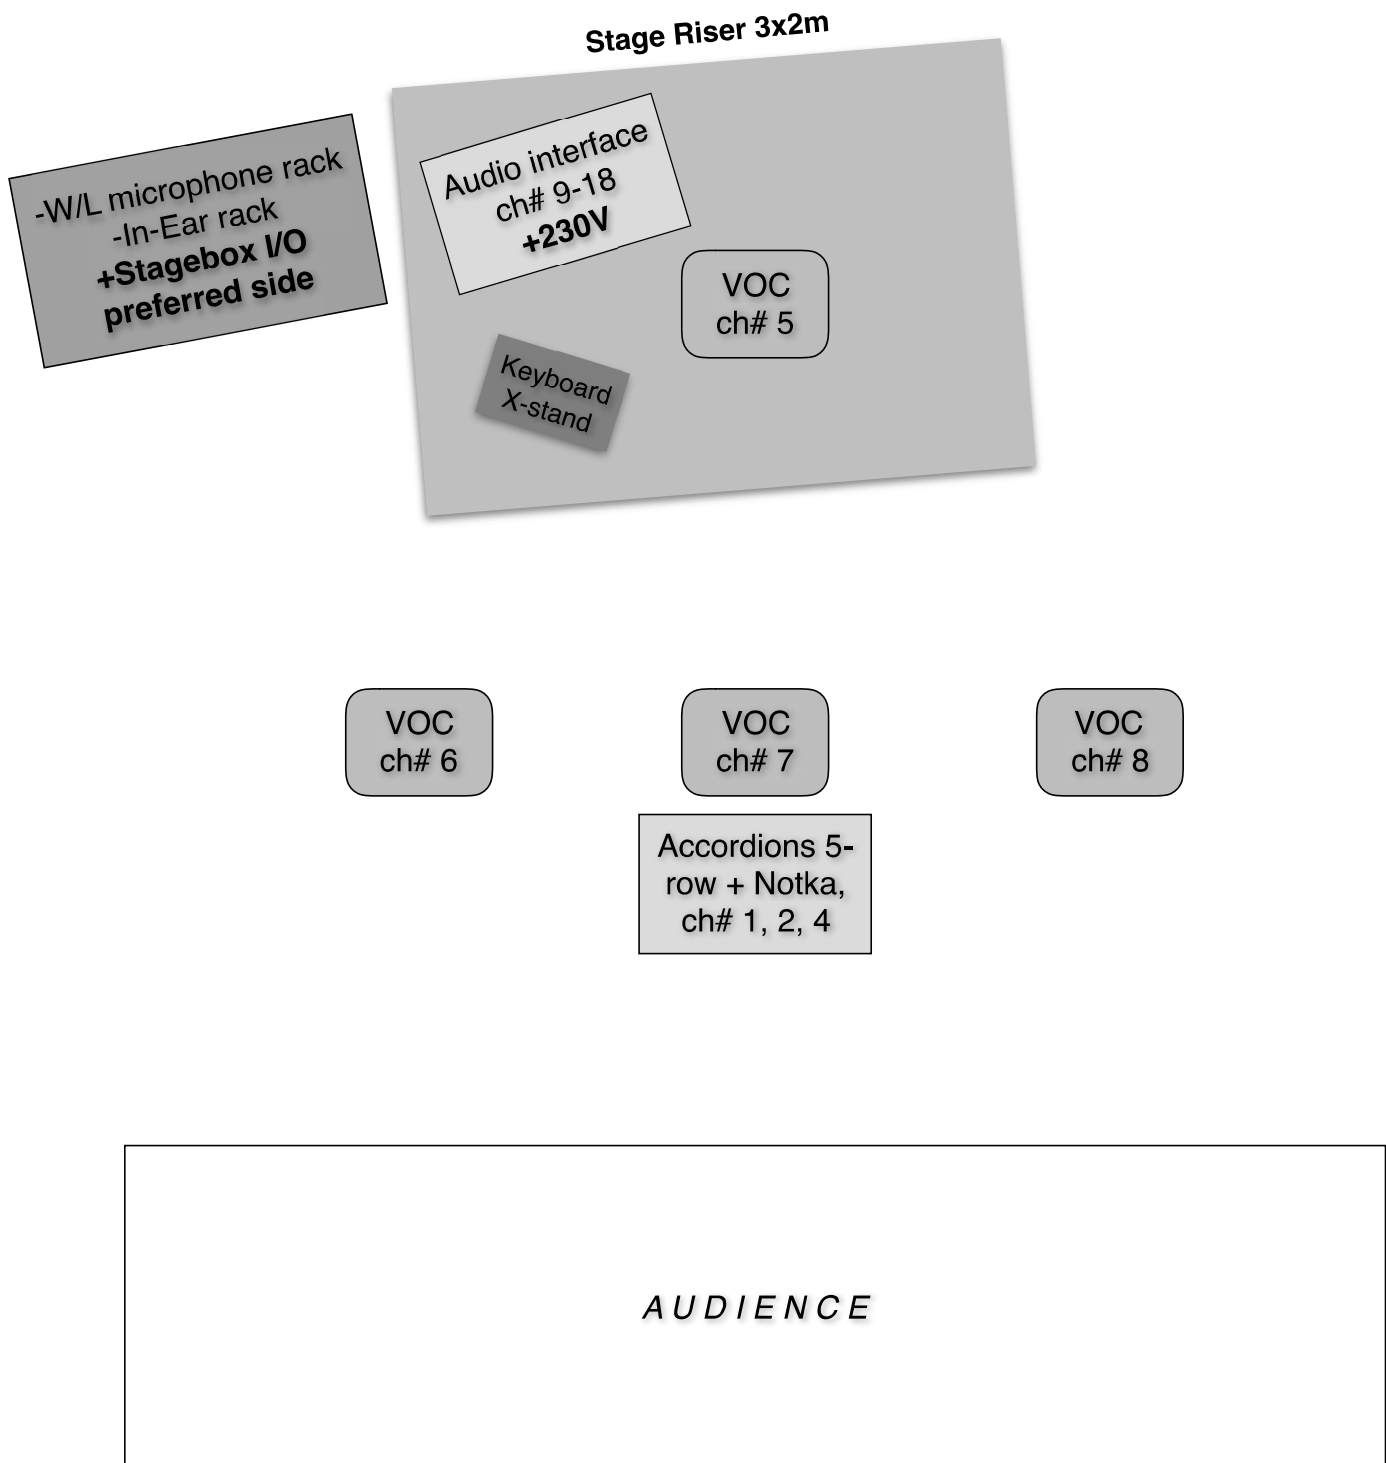 Stage Riser 3x2m
-W/L microphone rack
-In-Ear rack
+Stagebox I/O
preferred side
Audio interface
ch# 9-18
+230V
VOC
ch# 5
Keyboard
X-stand
VOC
ch# 6
VOC
ch# 7
VOC
ch# 8
Accordions 5-
row + Notka,
ch# 1, 2, 4
A U D I E N C E